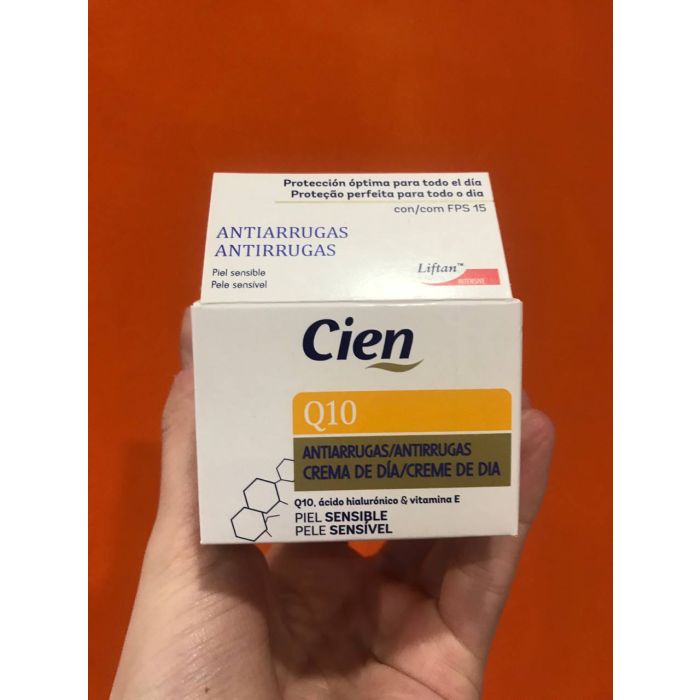 Protección óptima para todo el día
Proteção perfeita para todo o dia
con/com FPS 15
ANTIARRUGAS
ANTIRRUGAS
Piel sensible
Pele sensível
Liftan™
INTENSIVE
Cien
Q10
ANTIARRUGAS/ANTIRRUGAS
CREMA DE DÍA/CREME DE DIA
Q10, ácido hialurónico & vitamina E
PIEL SENSIBLE
PELE SENSÍVEL